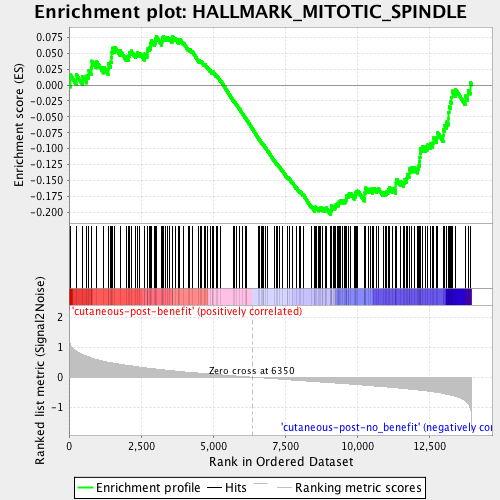 Enrichment plot: HALLMARK_MITOTIC_SPINDLE
Enrichment score (ES)
0.075
0.050
0.025
0.000
-0.025
-0.050
-0.075
-0.100
-0.125
-0.150
-0.175
-0.200
'cutaneous-post-benefit' (positively correlated)
Ranked list metric (Signal2Noise)
2
1
0
-1
Zero cross at 6350
'cutaneous-post-no_benefit' (negatively cor
0
2,500
5,000
7,500
10,000
12,500
Rank in Ordered Dataset
Enrichment profile
Hits
Ranking metric scores